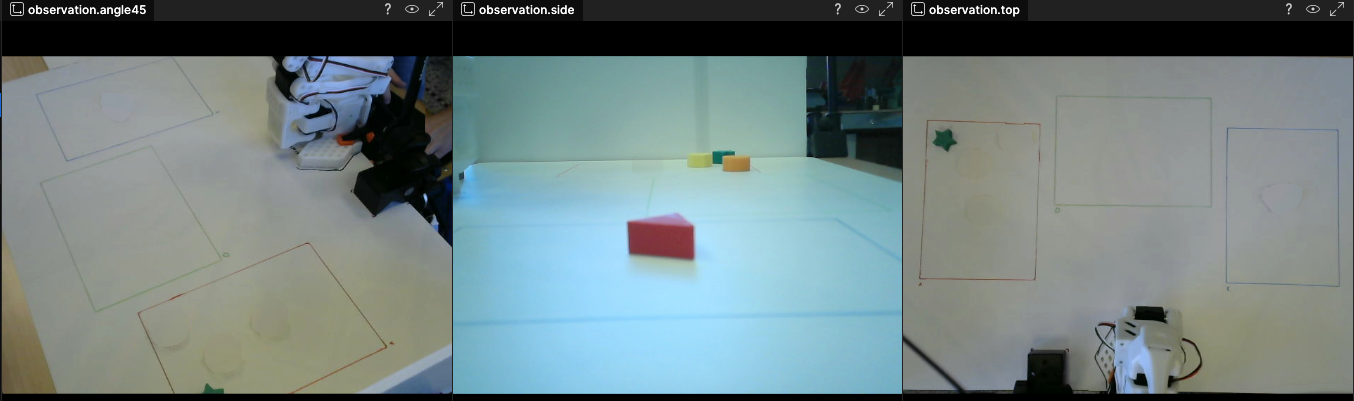 observation.angle45 ?
observation.side ?
observation.top ?